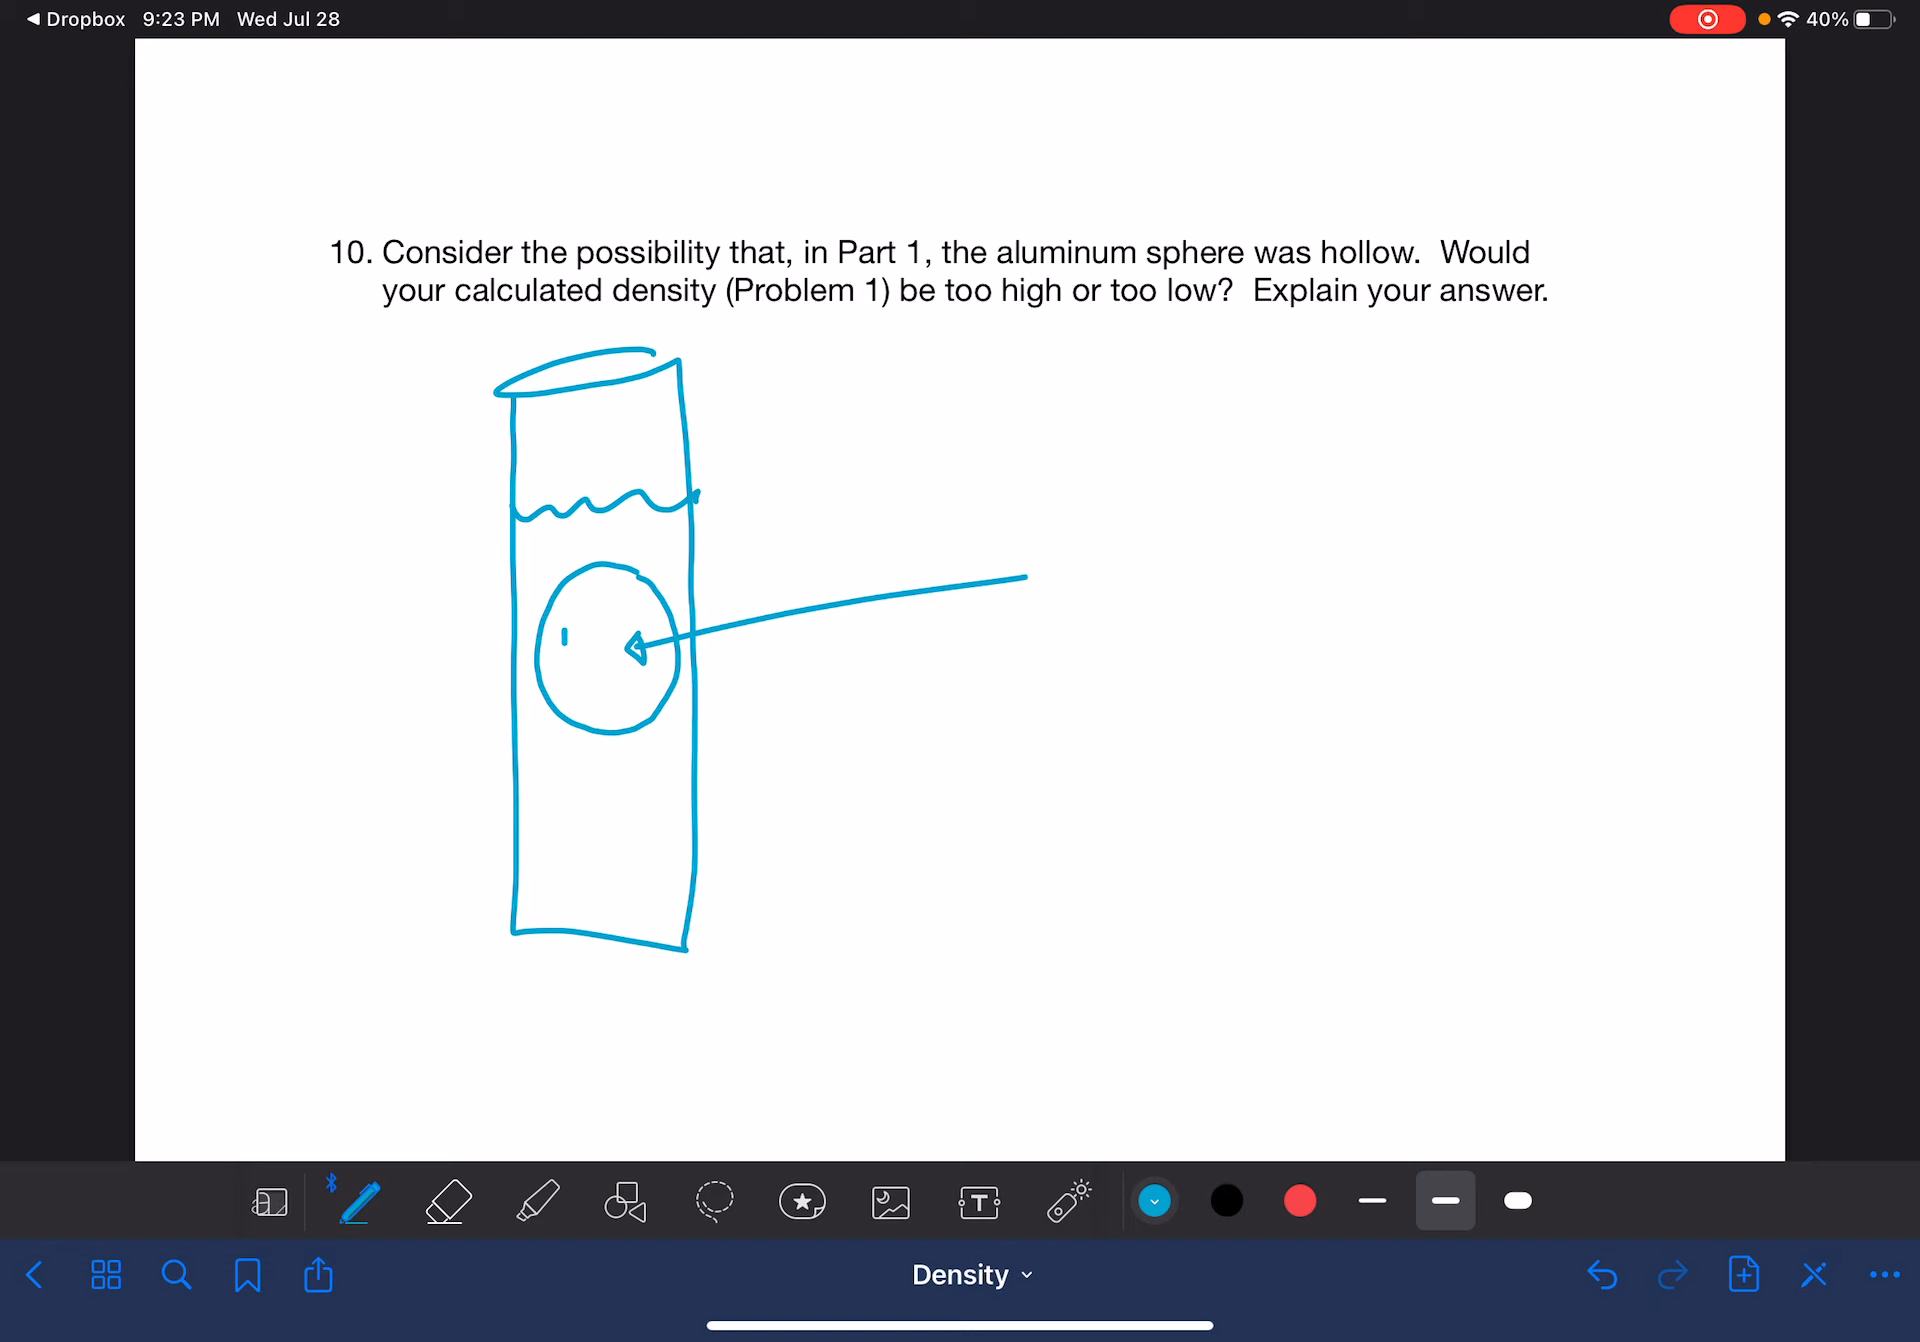 Dropbox 9:23 PM Wed Jul 28 40%
10. Consider the possibility that, in Part 1, the aluminum sphere was hollow. Would
your calculated density (Problem 1) be too high or too low? Explain your answer.
T
Density